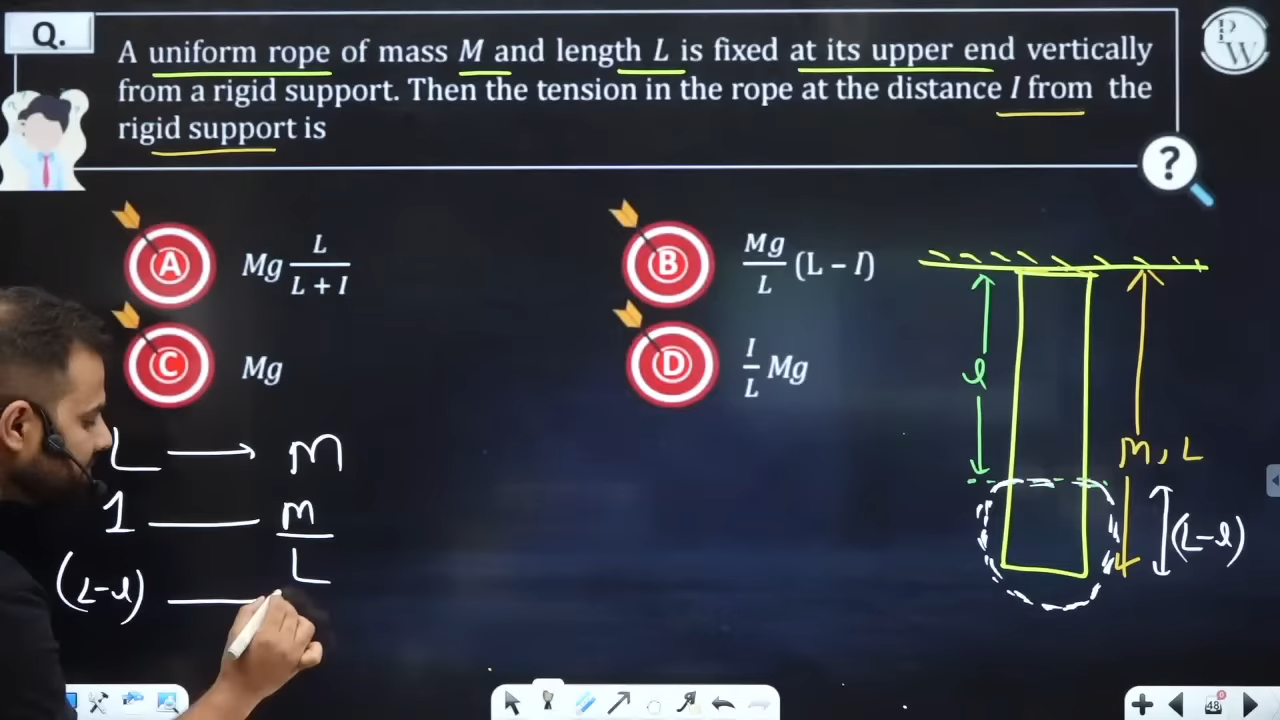 Q.
A uniform rope of mass M and length L is fixed at its upper end vertically
from a rigid support. Then the tension in the rope at the distance I from the
rigid support is
PW
?
A Mg L / L + I
B Mg / L (L – I)
C Mg
D I / L Mg
l
M, L
(L-l)
L → M
1 — M / L
(L-l) —
48